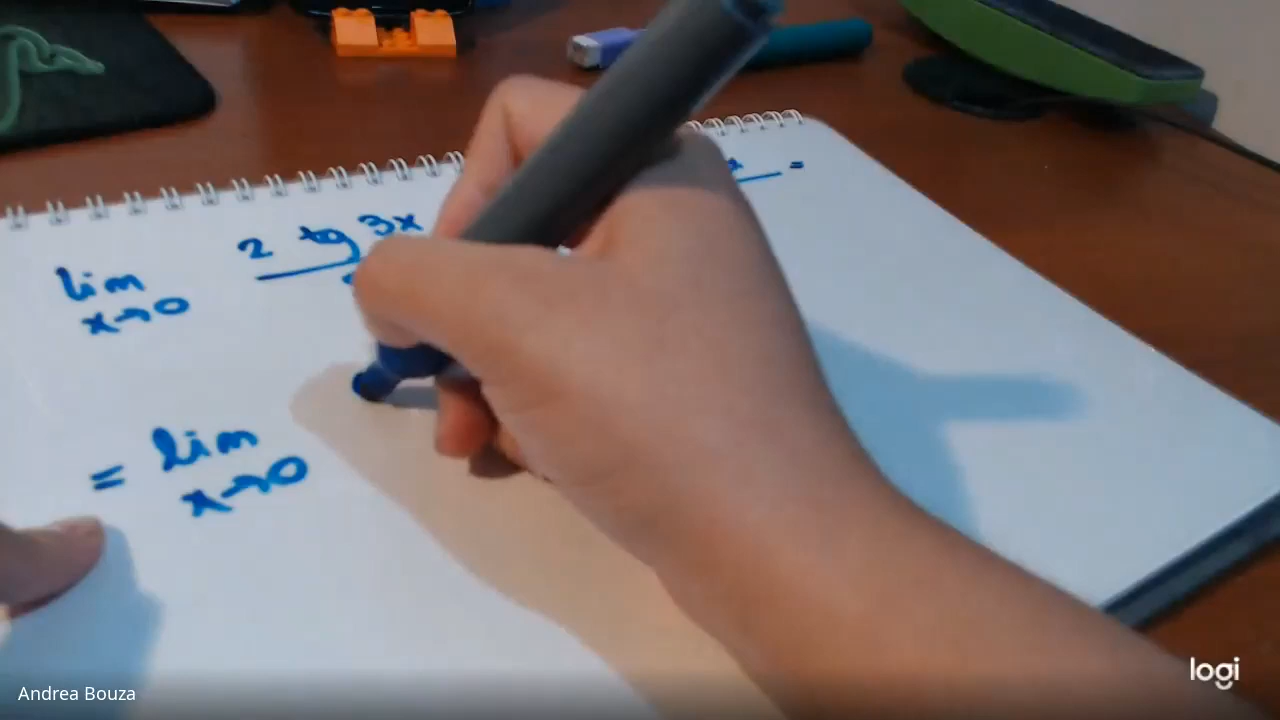 2 tg 3x
lim
x→0
=
= lim
x→0
Andrea Bouza
logi